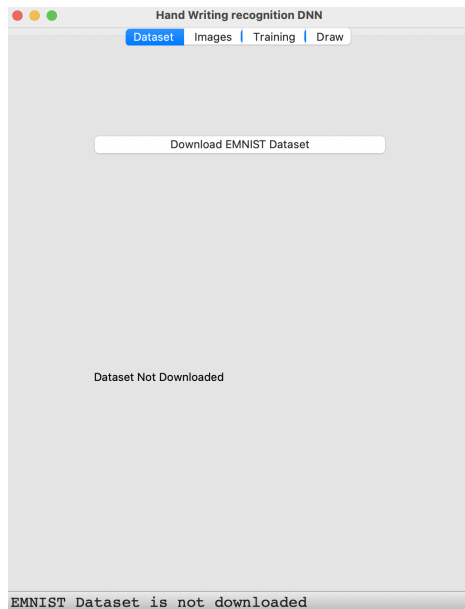 Hand Writing recognition DNN
Dataset Images Training Draw
Download EMNIST Dataset
Dataset Not Downloaded
EMNIST Dataset is not downloaded